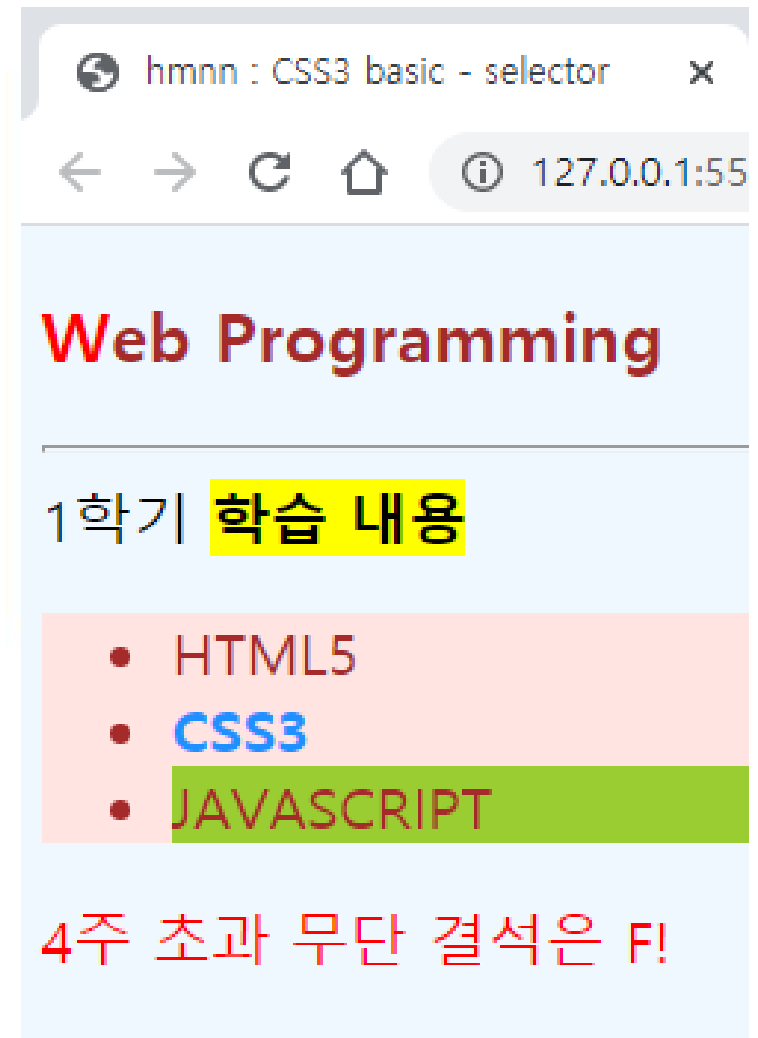 hmnn : CSS3 basic - selector
127.0.0.1:55
Web Programming
1학기 학습 내용
HTML5
CSS3
JAVASCRIPT
4주 초과 무단 결석은 F!